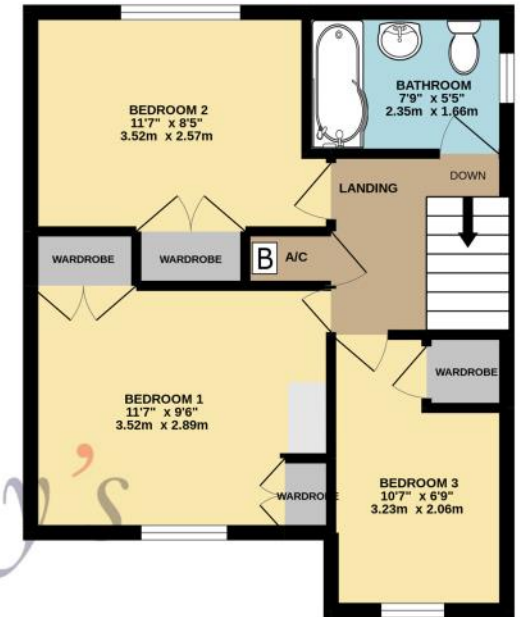 BEDROOM 2
11'7" x 8'5"
3.52m x 2.57m
BATHROOM
7'9" x 5'5"
2.35m x 1.66m
LANDING
DOWN
WARDROBE
WARDROBE
B
A/C
BEDROOM 1
11'7" x 9'6"
3.52m x 2.89m
WARDROBE
WARDROBE
BEDROOM 3
10'7" x 6'9"
3.23m x 2.06m
y's